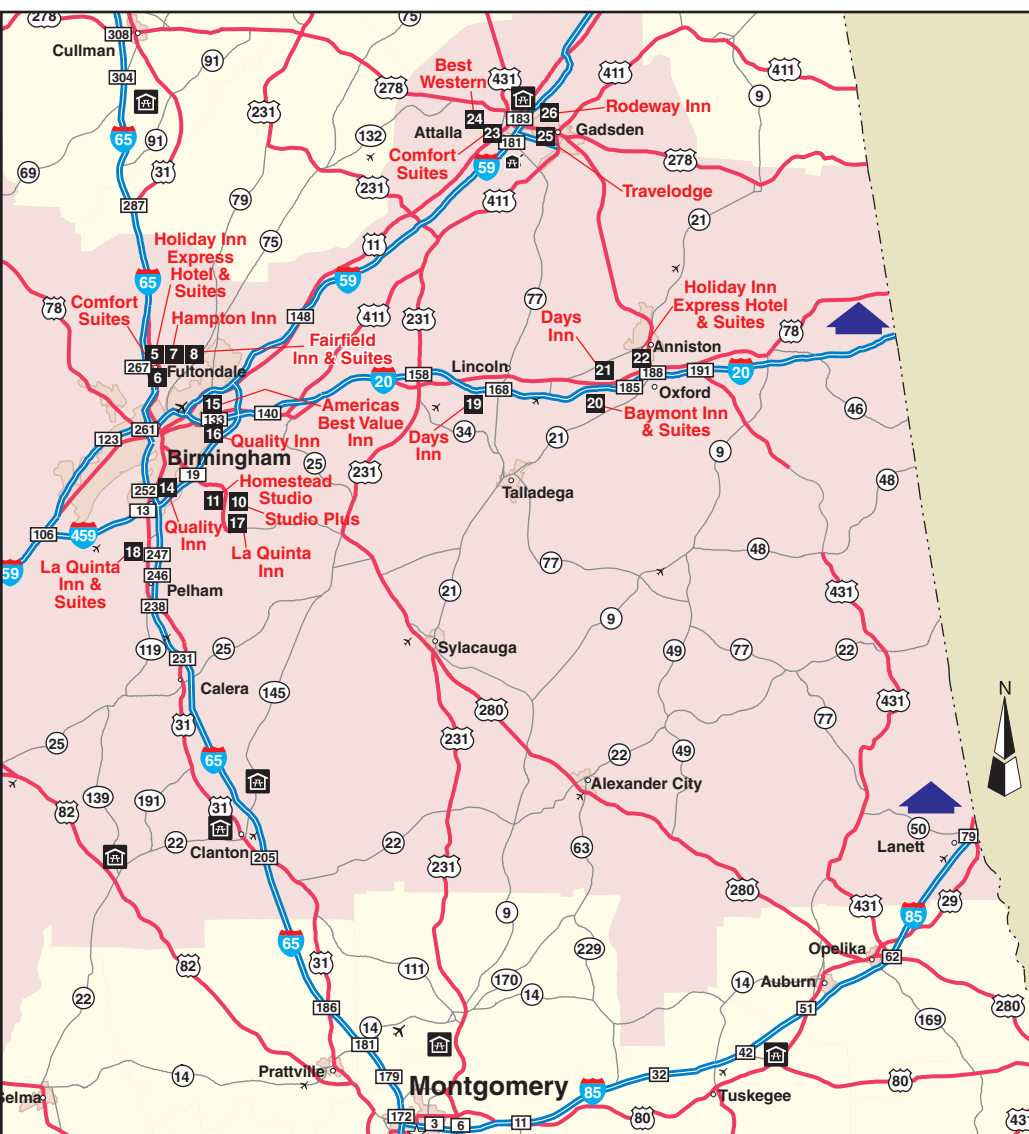 278
75
308
Cullman
91
304
278
Best
Western
431
411
411
9
231
24
183
26
Rodeway Inn
132
Attalla
23
25
Gadsden
65
91
181
Comfort
Suites
59
278
69
31
231
Travelodge
287
79
411
21
75
11
Holiday Inn
Express
Hotel &
Suites
65
59
Holiday Inn
Express Hotel
& Suites
78
Comfort
Suites
Hampton Inn
148
411
231
77
Days
Inn
78
5
7
8
Fairfield
Inn & Suites
22
Anniston
267
6
Fultondale
20
158
Lincoln
21
188
191
20
168
185
Oxford
15
Americas
Best Value
Inn
133
140
19
20
Baymont Inn
& Suites
46
261
123
16
Quality Inn
Days
Inn
34
21
9
Birmingham
25
231
19
48
252
14
11
Homestead
Studio
10
Talladega
13
17
Studio Plus
106
459
Quality
Inn
La Quinta
Inn
18
247
59
La Quinta
Inn &
Suites
246
77
48
Pelham
21
431
238
9
119
25
Sylacauga
49
77
22
231
Calera
145
280
431
31
77
25
231
22
49
65
Alexander City
139
191
82
31
50
79
22
Clanton
22
63
Lanett
205
231
280
431
29
9
85
65
229
Opelika
82
31
111
62
170
14
14
Auburn
22
186
51
280
169
14
181
42
Prattville
14
179
32
80
Selma
Montgomery
85
Tuskegee
172
3
6
11
80
431
N